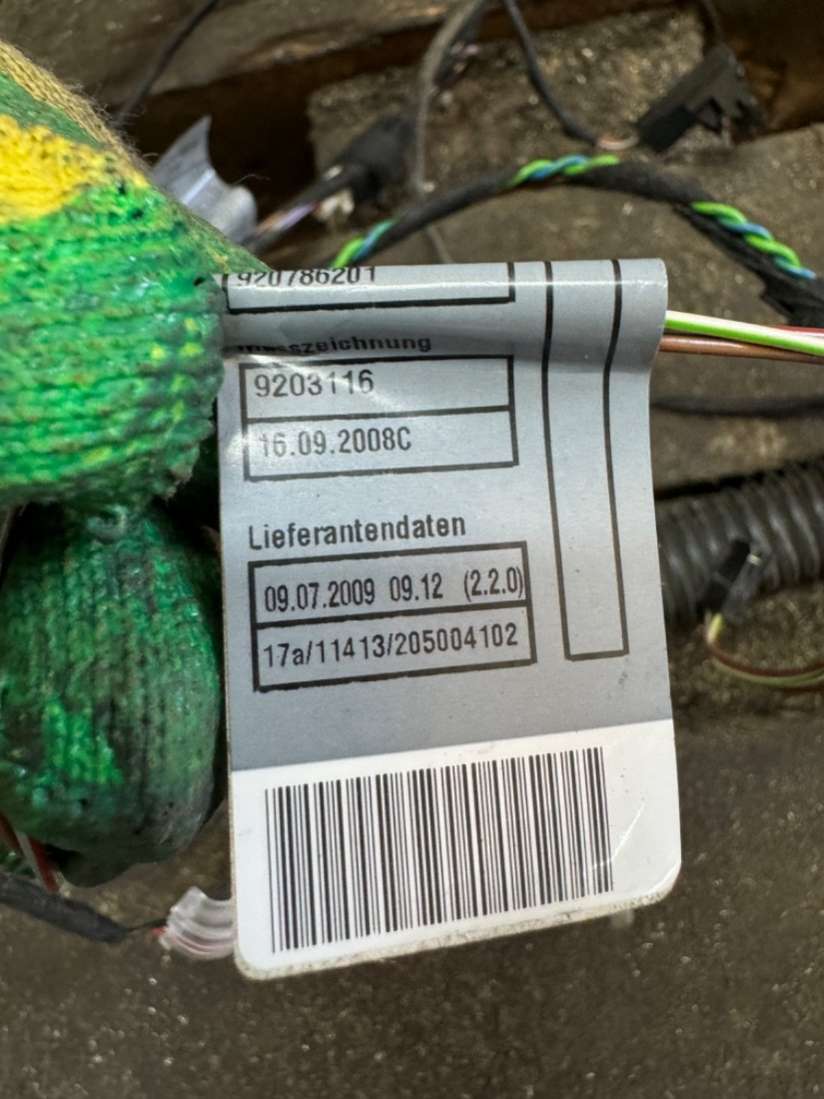 920786201
9203116
16.09.2008C
Lieferantendaten
09.07.2009 09.12 (2.2.0)
17a/11413/205004102